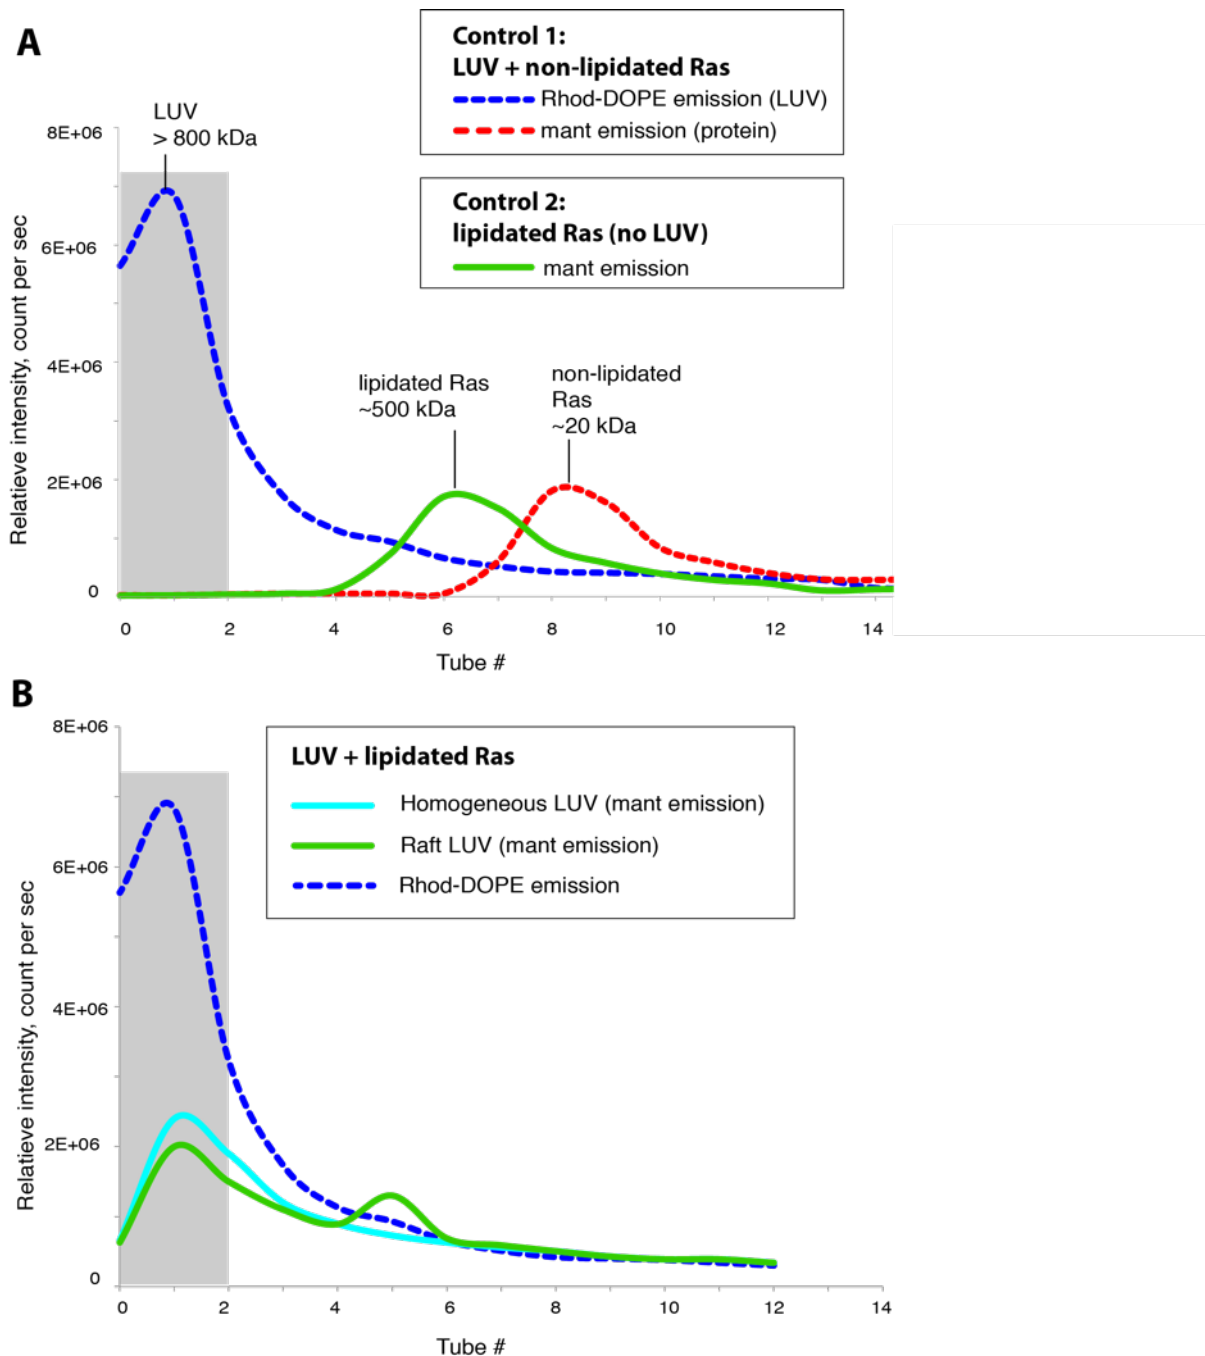 A
Control 1:
LUV + non-lipidated Ras
Rhod-DOPE emission (LUV)
mant emission (protein)
Control 2:
lipidated Ras (no LUV)
mant emission
LUV
> 800 kDa
lipidated Ras
~500 kDa
non-lipidated
Ras
~20 kDa
Relatieve intensity, count per sec
8E+06
6E+06
4E+06
2E+06
0
0 2 4 6 8 10 12 14
Tube #
B
LUV + lipidated Ras
Homogeneous LUV (mant emission)
Raft LUV (mant emission)
Rhod-DOPE emission
Relatieve intensity, count per sec
8E+06
6E+06
4E+06
2E+06
0
0 2 4 6 8 10 12 14
Tube #